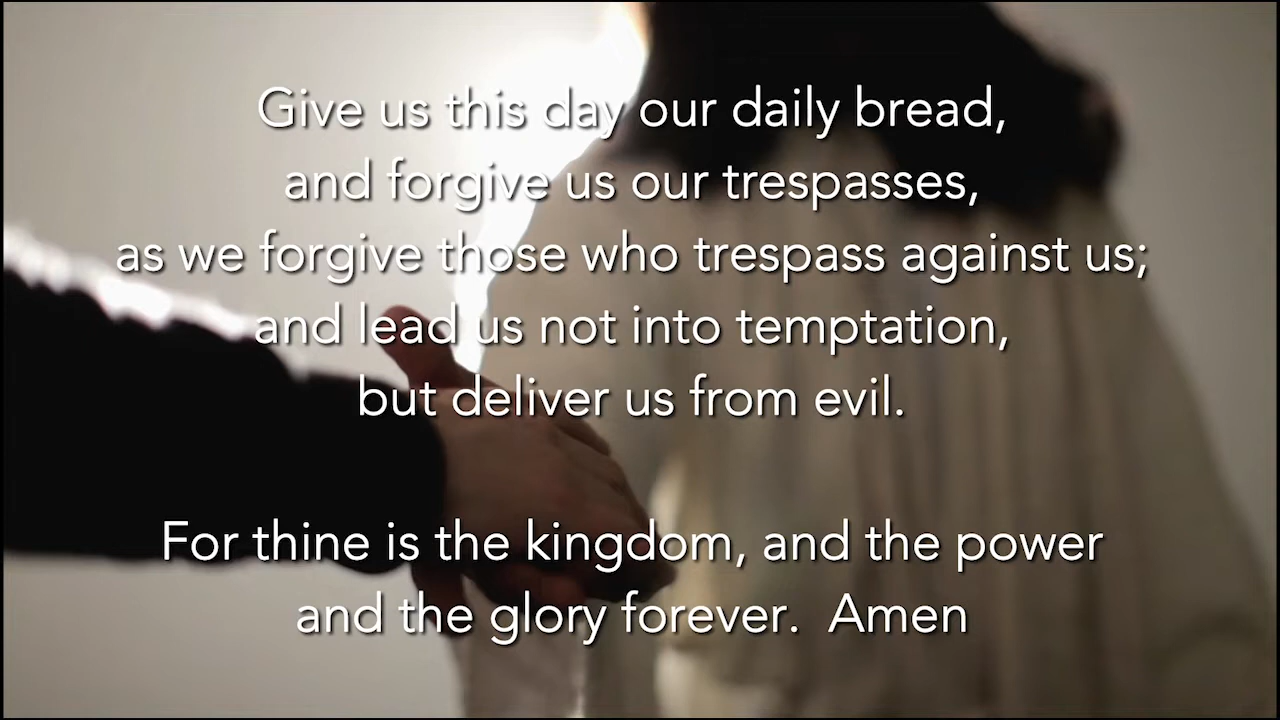 Give us this day our daily bread,
and forgive us our trespasses,
as we forgive those who trespass against us;
and lead us not into temptation,
but deliver us from evil.
For thine is the kingdom, and the power
and the glory forever.  Amen